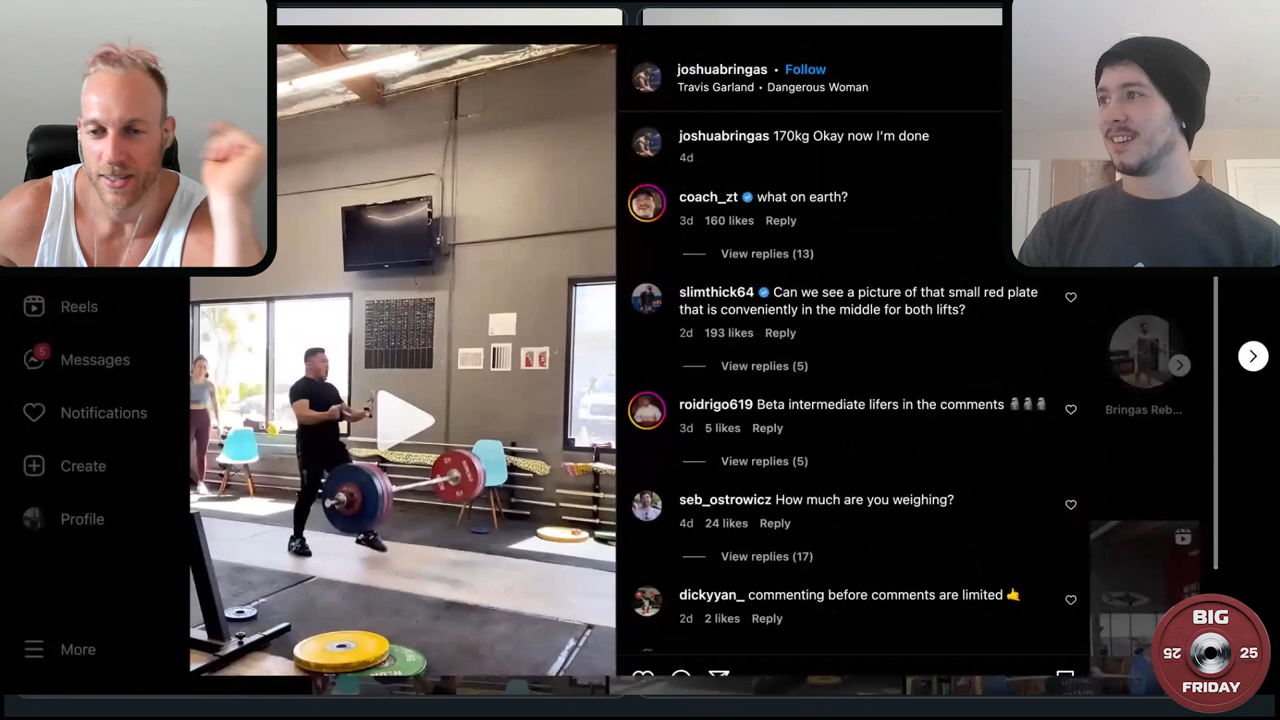 joshuabringas • Follow
Travis Garland • Dangerous Woman
joshuabringas 170kg Okay now I'm done
4d
coach_zt what on earth?
3d 160 likes Reply
View replies (13)
slimthick64 Can we see a picture of that small red plate
that is conveniently in the middle for both lifts?
2d 193 likes Reply
View replies (5)
roidrigo619 Beta intermediate lifers in the comments 🗿🗿🗿
3d 5 likes Reply
View replies (5)
seb_ostrowicz How much are you weighing?
4d 24 likes Reply
View replies (17)
dickyyan_ commenting before comments are limited 🤙
2d 2 likes Reply
Reels
5
Messages
Notifications
Create
Profile
More
Bringas Reb...
BIG
25 25
FRIDAY